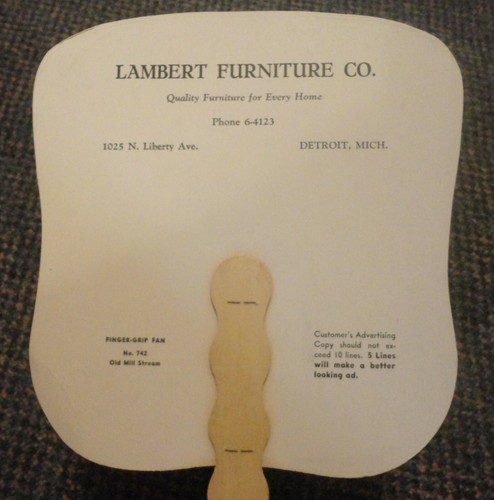 LAMBERT FURNITURE CO.
Quality Furniture for Every Home
Phone 6-4123
1025 N. Liberty Ave. DETROIT, MICH.
FINGER-GRIP FAN
No. 742
Old Mill Stream
Customer's Advertising
Copy should not ex-
ceed 10 lines. 5 Lines
will make a better
looking ad.